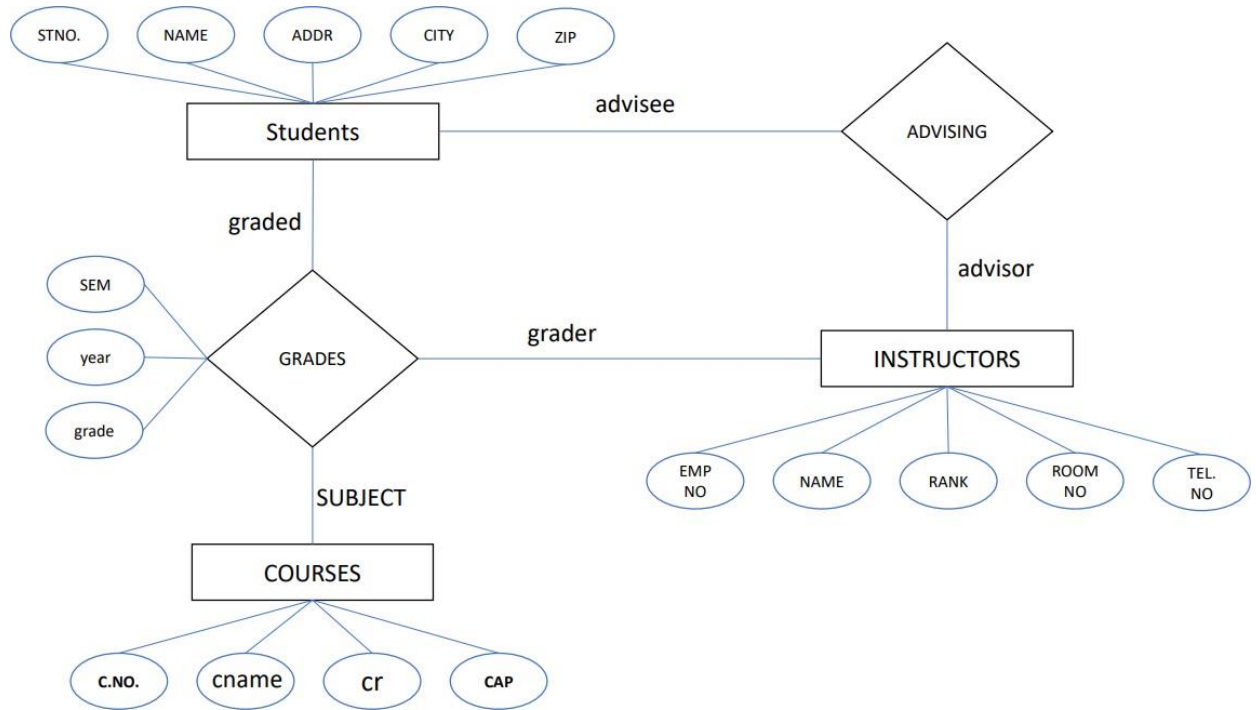 STNO.
NAME
ADDR
CITY
ZIP
Students
advisee
ADVISING
graded
advisor
SEM
year
grade
GRADES
grader
INSTRUCTORS
EMP
NO
NAME
RANK
ROOM
NO
TEL.
NO
SUBJECT
COURSES
C.NO.
cname
cr
CAP